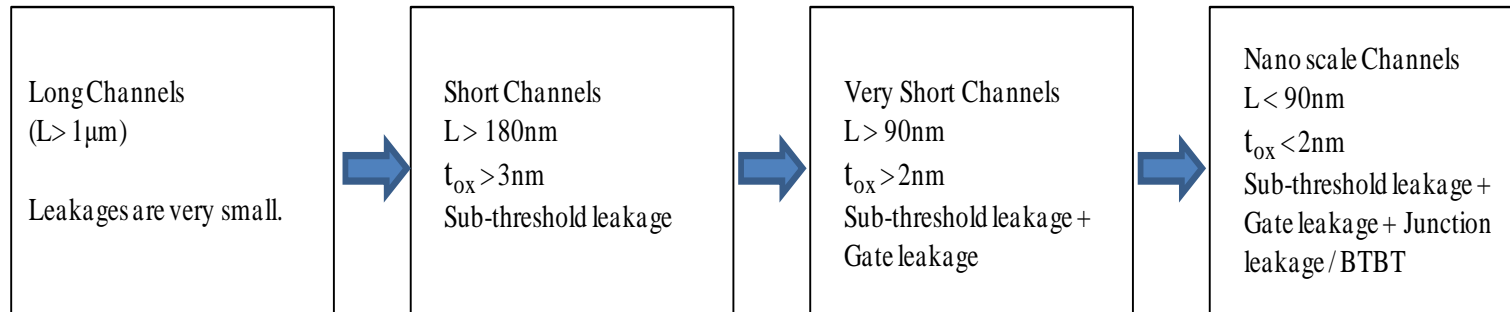 Long Channels
(L> 1μm)
Leakages are very small.
Short Channels
L > 180nm
tox >3nm
Sub-threshold leakage
Very Short Channels
L > 90nm
tox >2nm
Sub-threshold leakage +
Gate leakage
Nano scale Channels
L < 90nm
tox <2nm
Sub-threshold leakage +
Gate leakage + Junction
leakage / BTBT